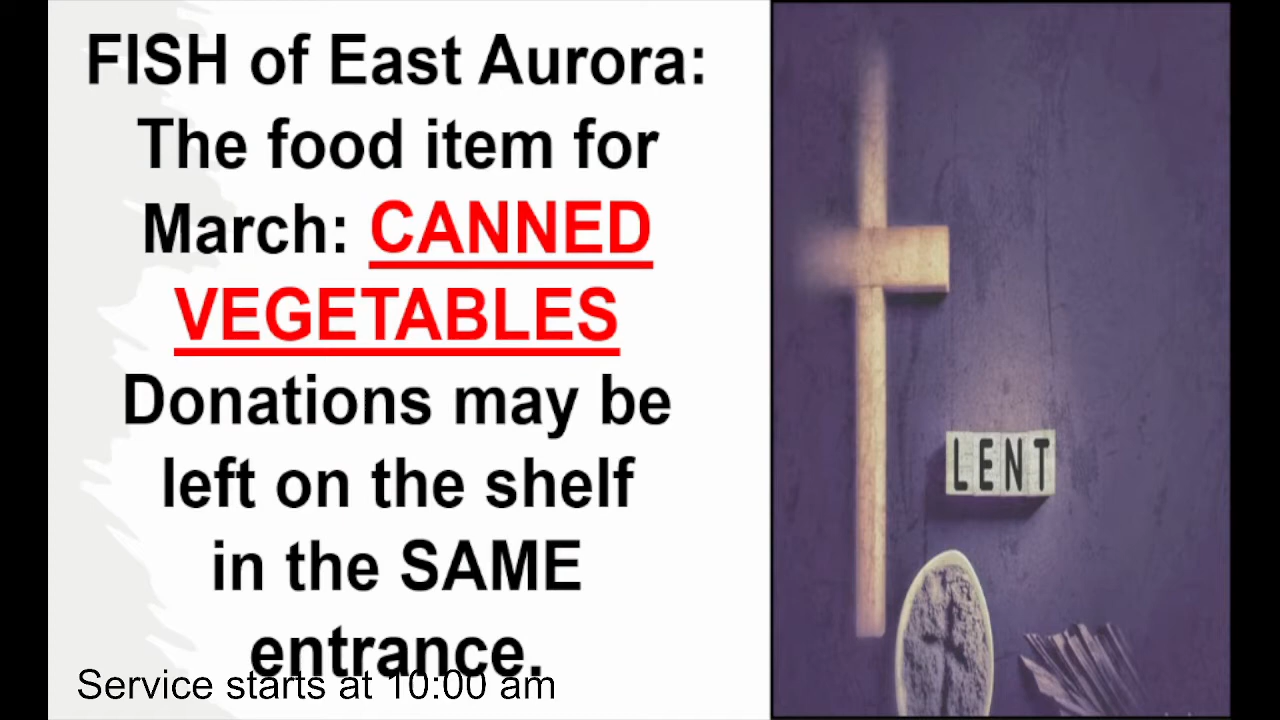 FISH of East Aurora:
The food item for
March: CANNED
VEGETABLES
Donations may be
left on the shelf
in the SAME
entrance.
Service starts at 10:00 am
LENT